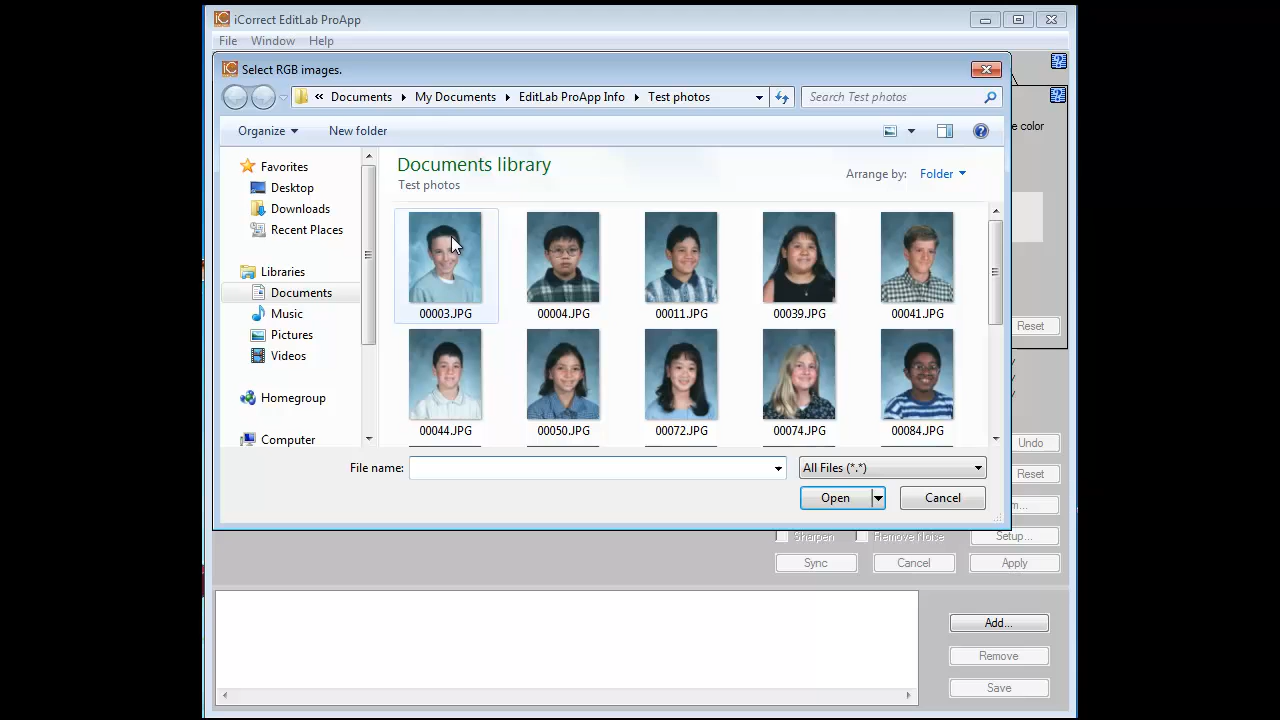 iCorrect EditLab ProApp
File Window Help
Select RGB images.
« Documents My Documents EditLab ProApp Info Test photos
Search Test photos
Organize New folder
Favorites
Desktop
Downloads
Recent Places
Libraries
Documents
Music
Pictures
Videos
Homegroup
Computer
Documents library
Test photos
Arrange by: Folder
00003.JPG 00004.JPG 00011.JPG 00039.JPG 00041.JPG
00044.JPG 00050.JPG 00072.JPG 00074.JPG 00084.JPG
File name: All Files (*.*)
Open Cancel
color
Reset
Undo
Reset
Sharpen Remove Noise Setup...
Sync Cancel Apply
Add...
Remove
Save